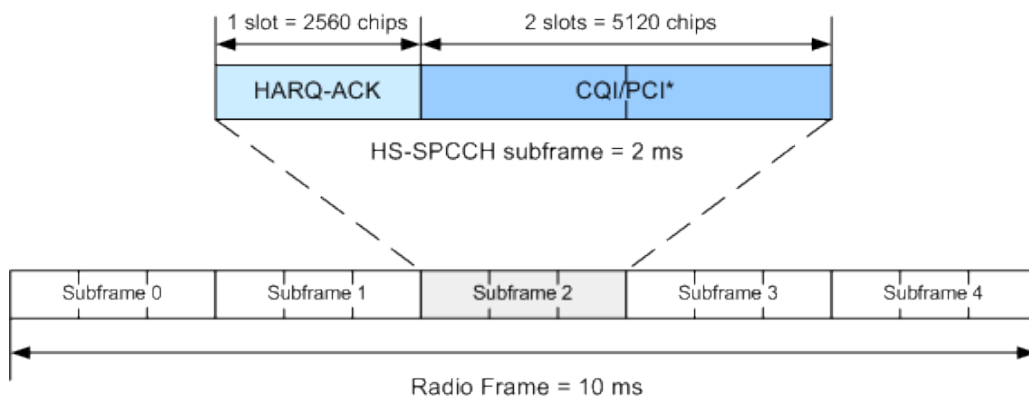 1 slot = 2560 chips
2 slots = 5120 chips
HARQ-ACK
CQI/PCI*
HS-SPCCH subframe = 2 ms
Subframe 0
Subframe 1
Subframe 2
Subframe 3
Subframe 4
Radio Frame = 10 ms